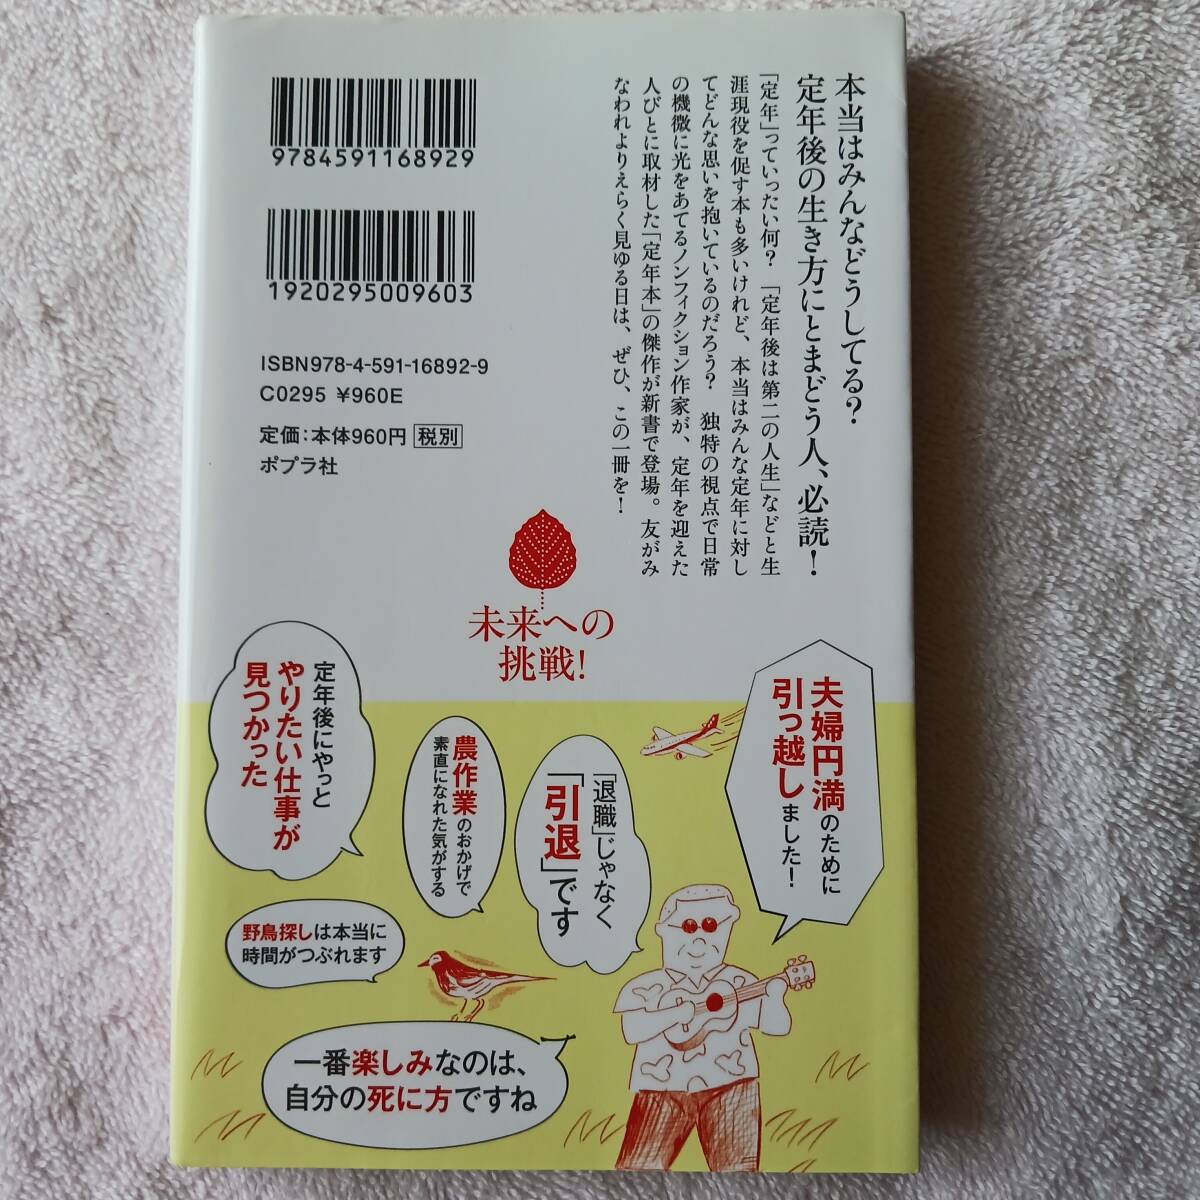 本当はみんなどうしてる？
定年後の生き方にとまどう人、必読！
「定年」っていったい何？　「定年後は第二の人生」などと生
涯現役を促す本も多いけれど、本当はみんな定年に対し
てどんな思いを抱いているのだろう？　独特の視点で日常
の機微に光をあてるノンフィクション作家が、定年を迎えた
人びとに取材した「定年本」の傑作が新書で登場。友がみ
なわれよりえらく見ゆる日は、ぜひ、この一冊を！
9784591168929
1920295009603
ISBN978-4-591-16892-9
C0295 ¥960E
定価：本体960円 税別
ポプラ社
未来への
挑戦！
夫婦円満のために
引っ越しました！
「退職」じゃなく
「引退」です
農作業のおかげで
素直になれた気がする
定年後にやっと
やりたい仕事が
見つかった
野鳥探しは本当に
時間がつぶれます
一番楽しみなのは、
自分の死に方ですね